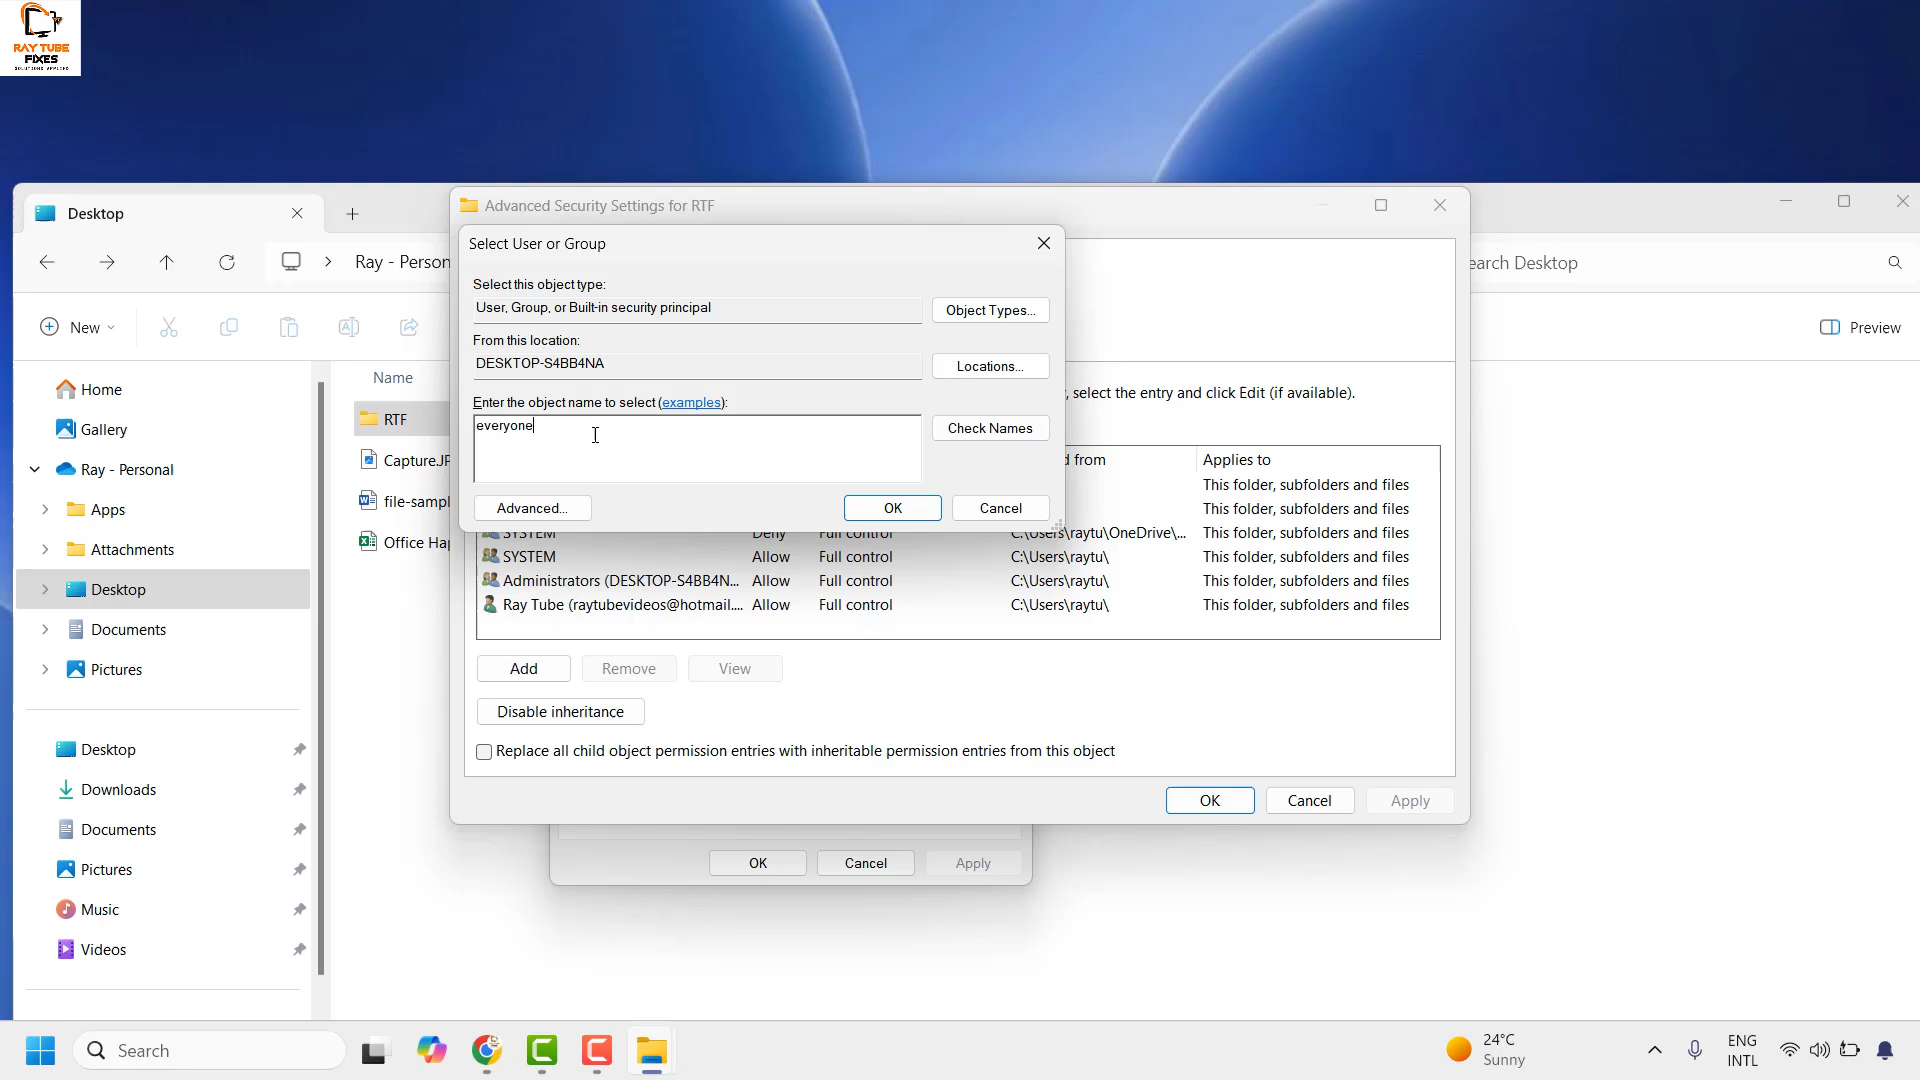 RAY TUBE
FIXES
SOLUTIONS APPLIED
Desktop
Ray - Person
New
Home
Gallery
Ray - Personal
Apps
Attachments
Desktop
Documents
Pictures
Desktop
Downloads
Documents
Pictures
Music
Videos
Name
RTF
Capture.JP
file-sampl
Office Hap
earch Desktop
Preview
Advanced Security Settings for RTF
Select User or Group
Select this object type:
User, Group, or Built-in security principal
Object Types...
From this location:
DESKTOP-S4BB4NA
Locations...
Enter the object name to select (examples):
everyone
Check Names
Advanced...
OK
Cancel
, select the entry and click Edit (if available).
d from Applies to
This folder, subfolders and files
This folder, subfolders and files
SYSTEM Deny Full control C:\Users\raytu\OneDrive\... This folder, subfolders and files
SYSTEM Allow Full control C:\Users\raytu\ This folder, subfolders and files
Administrators (DESKTOP-S4BB4N... Allow Full control C:\Users\raytu\ This folder, subfolders and files
Ray Tube (raytubevideos@hotmail.... Allow Full control C:\Users\raytu\ This folder, subfolders and files
Add
Remove
View
Disable inheritance
Replace all child object permission entries with inheritable permission entries from this object
OK
Cancel
Apply
OK
Cancel
Apply
Search
24°C
Sunny
ENG
INTL